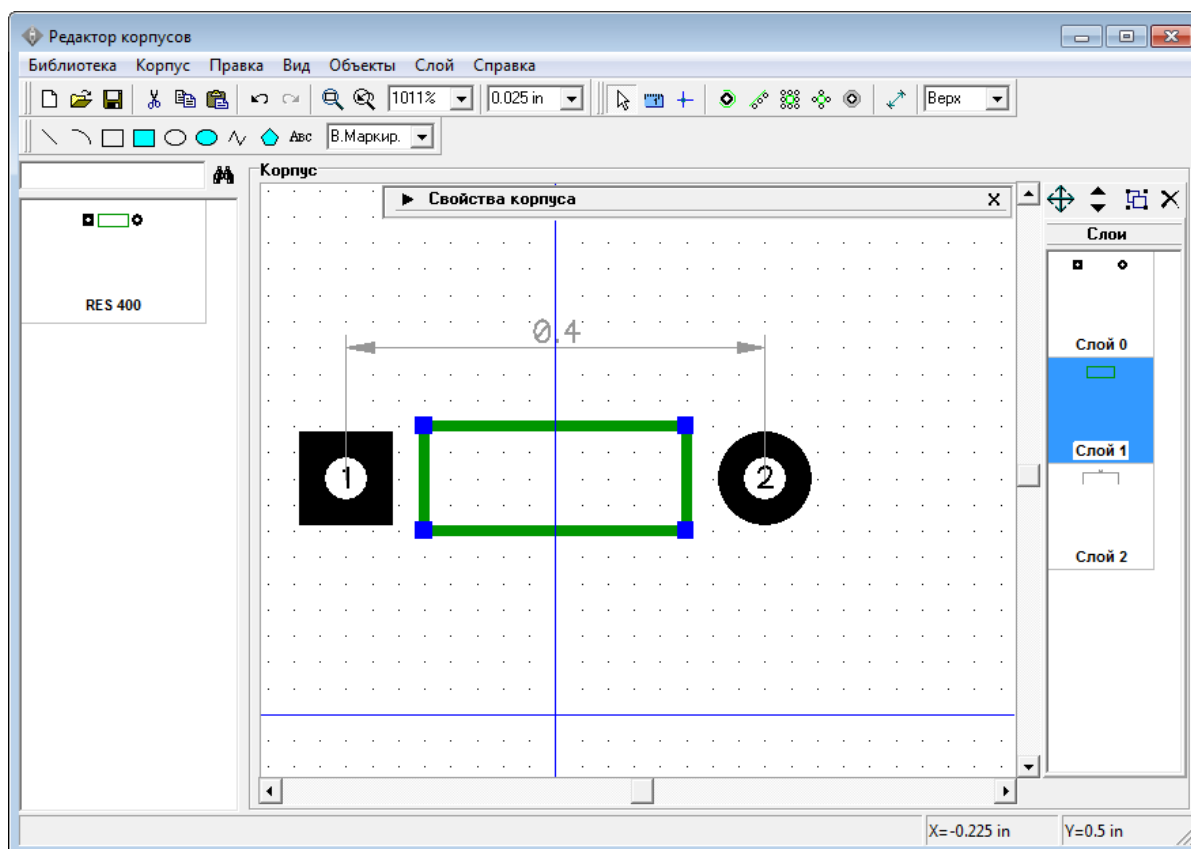 Редактор корпусов
Библиотека Корпус Правка Вид Объекты Слой Справка
1011% 0.025 in Верх
ABC В.Маркир.
Корпус
Свойства корпуса X
Слои
RES 400
0.4
Слой 0
1 2
Слой 1
Слой 2
X=-0.225 in Y=0.5 in